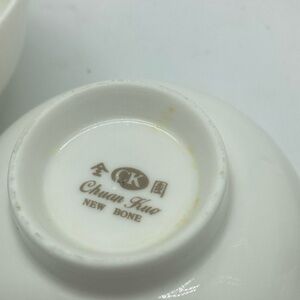 全 CK 國
Chuan Kuo
NEW BONE